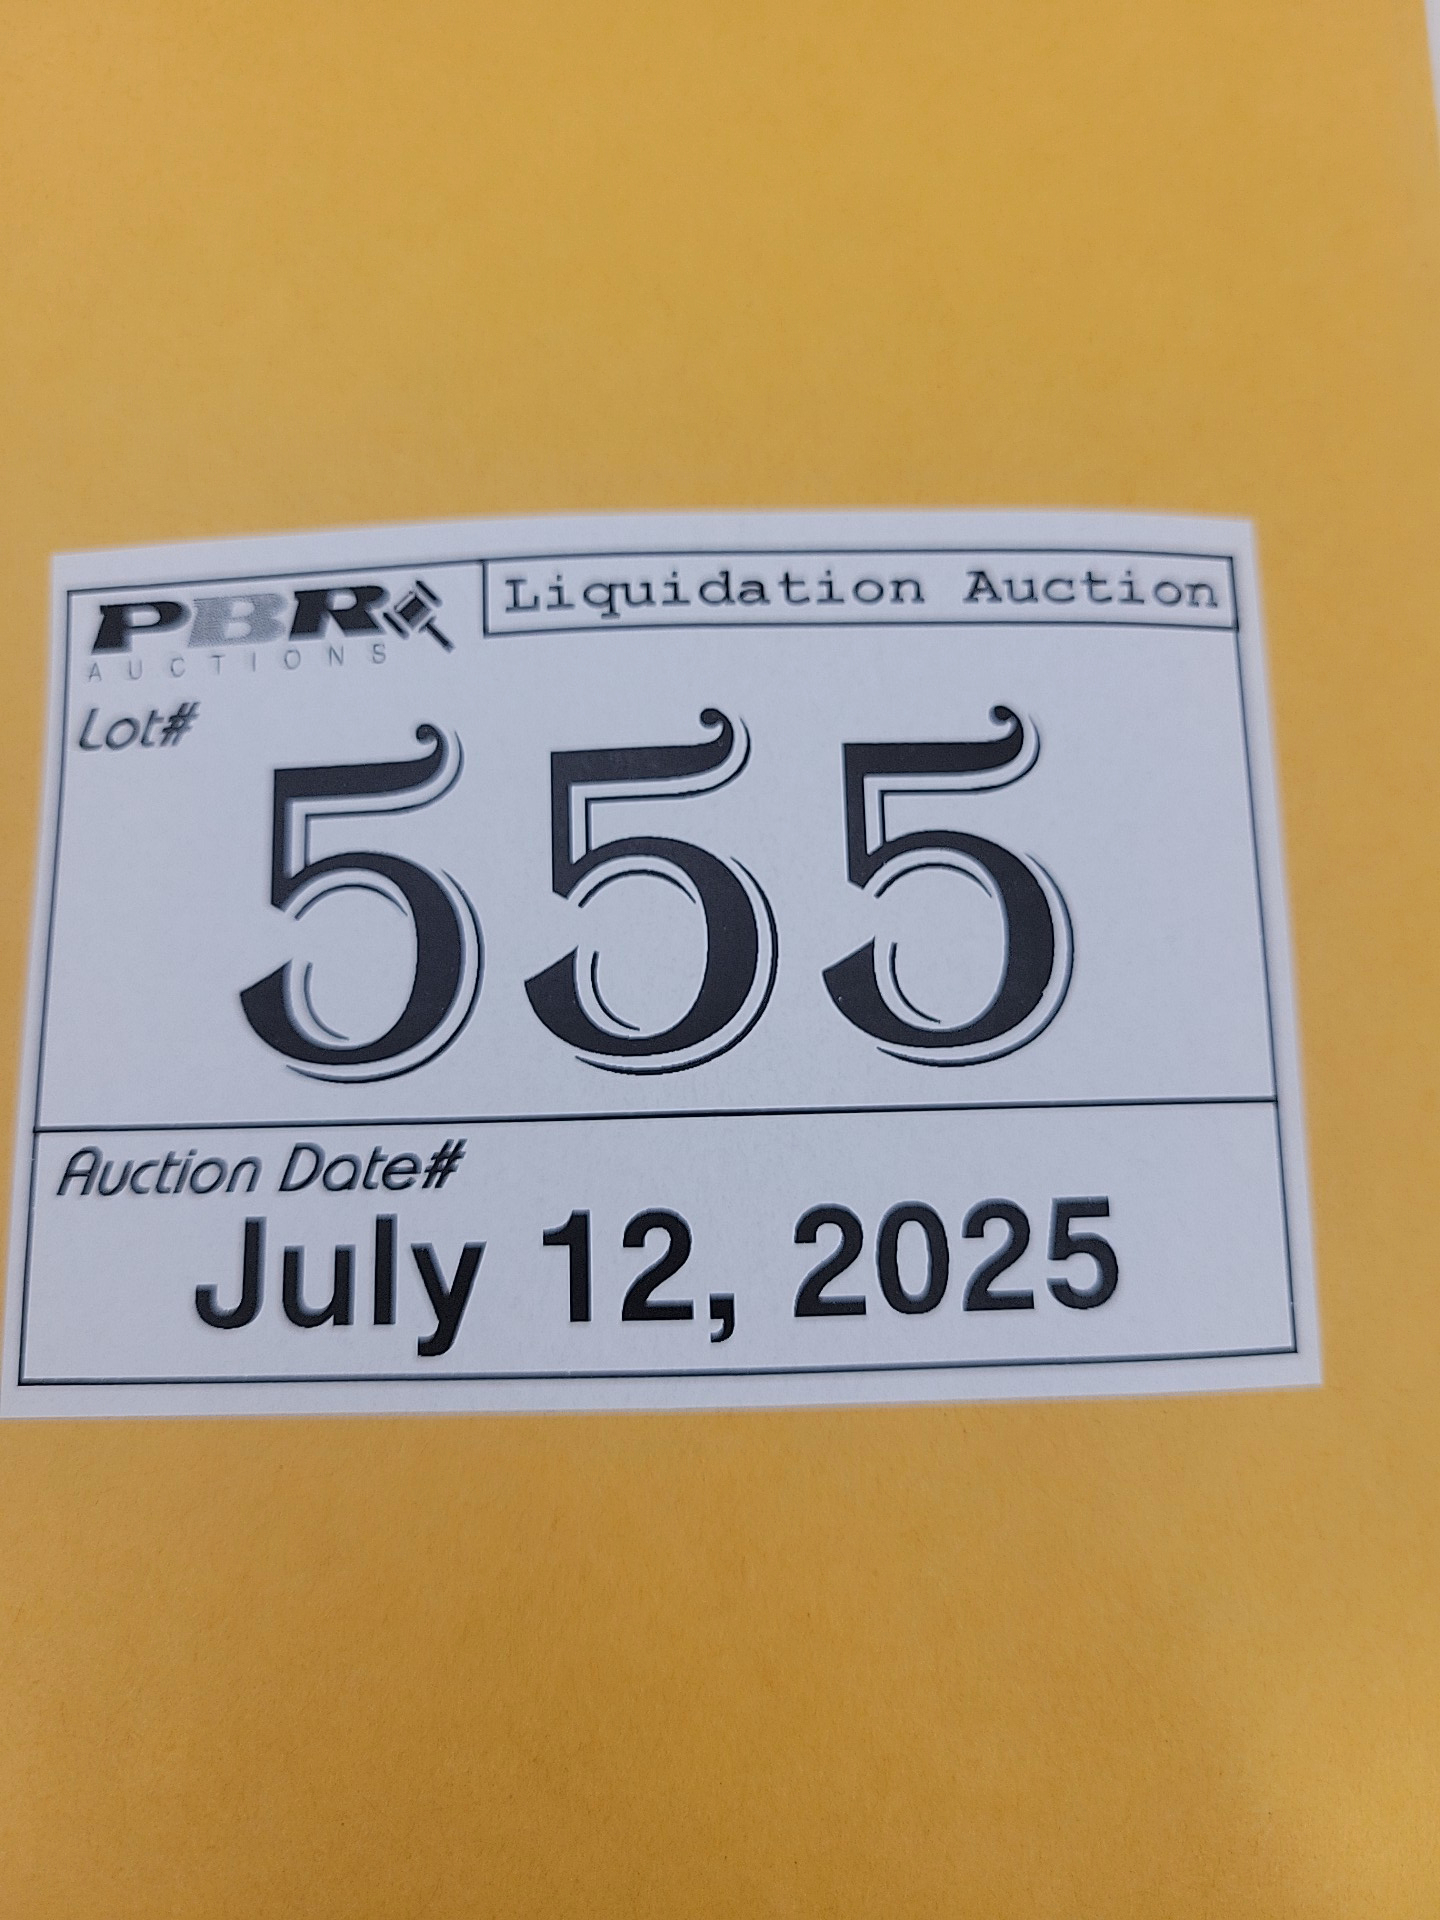 PBR
AUCTIONS
Liquidation Auction
Lot#
555
Auction Date#
July 12, 2025